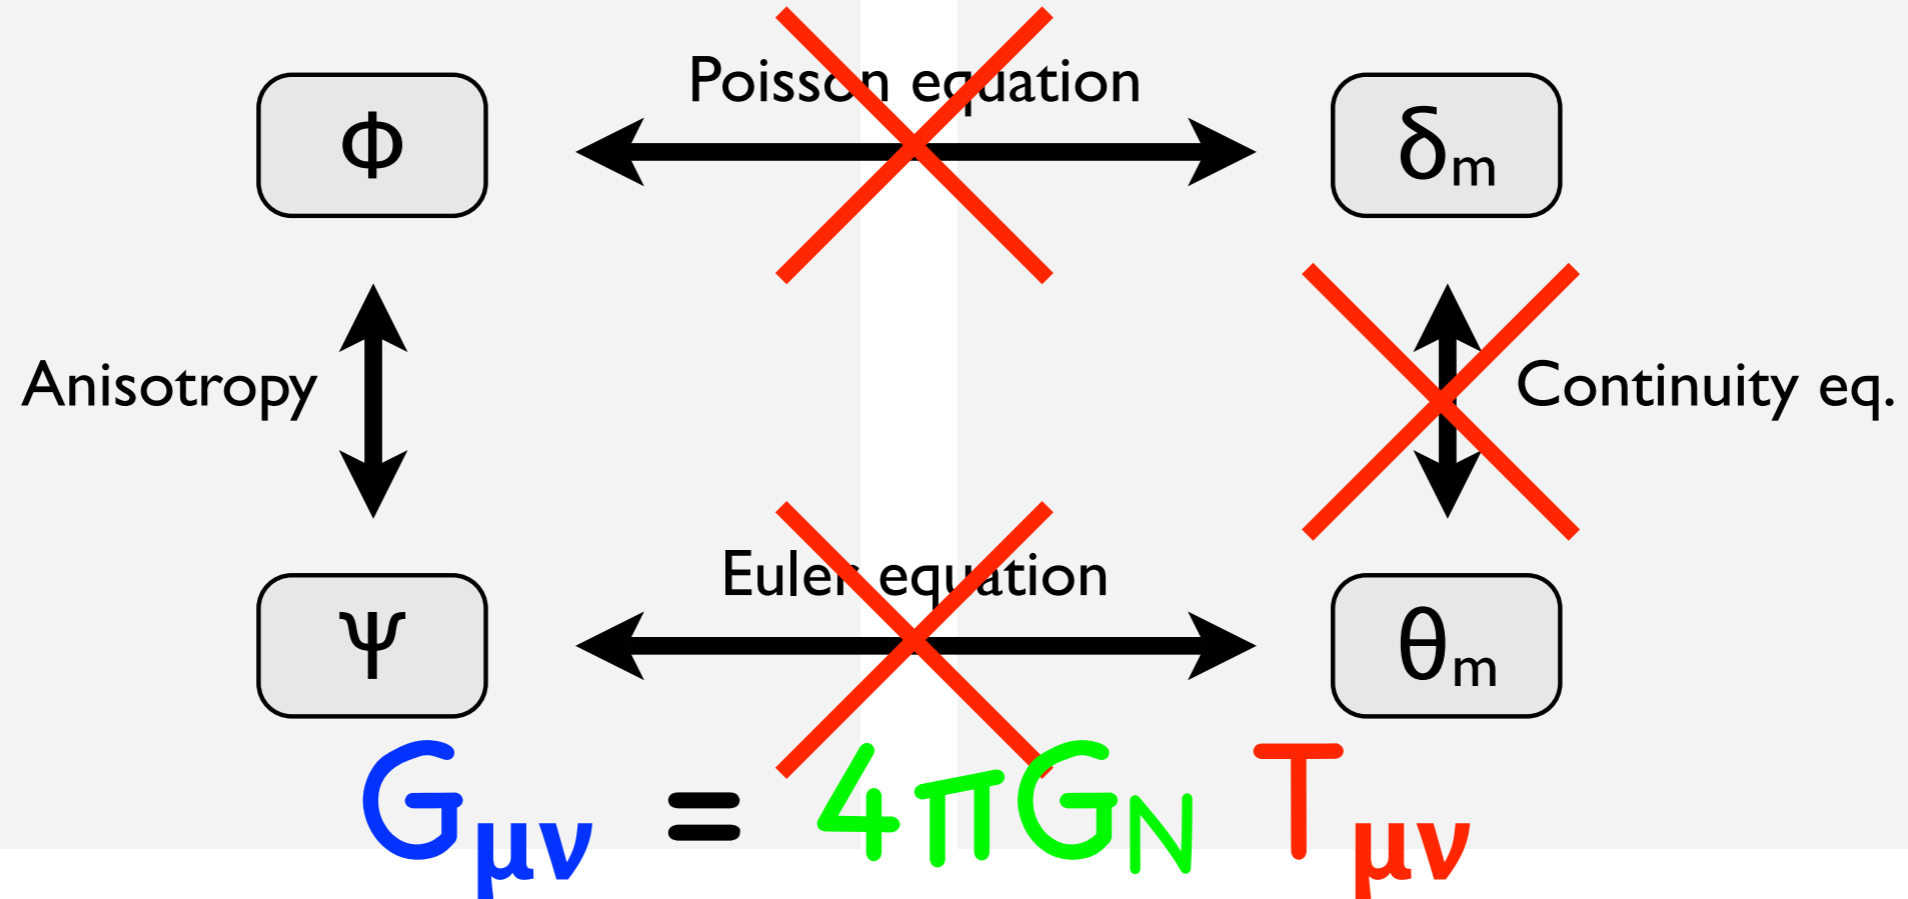 Poisson equation
Φ
δm
Anisotropy
Continuity eq.
Euler equation
Ψ
θm
Gμν = 4πGN Tμν